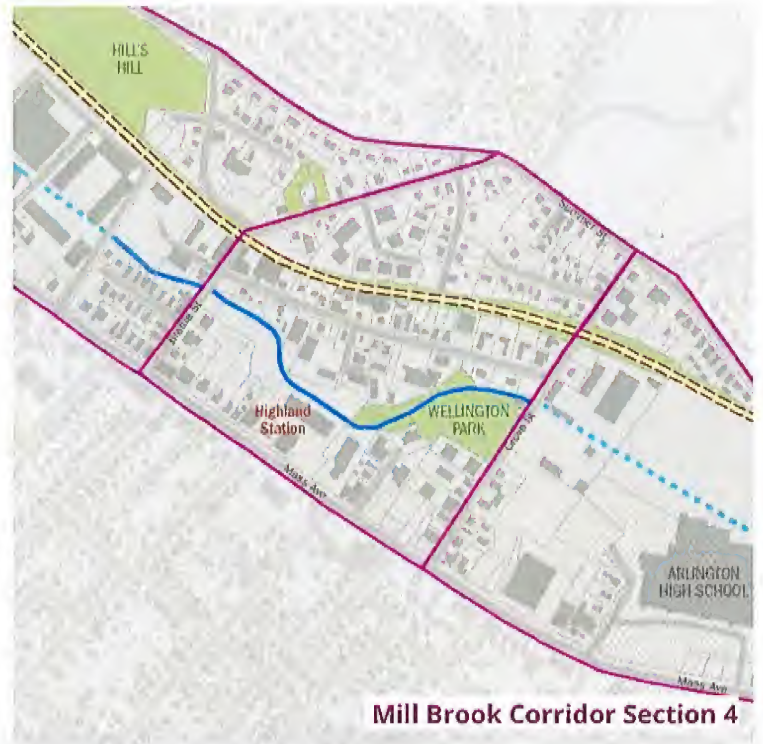 HILL'S
HILL
Summer St
Grove St
Highland
Station
WELLINGTON
PARK
Mass Ave
ARLINGTON
HIGH SCHOOL
Mass Ave
Mill Brook Corridor Section 4